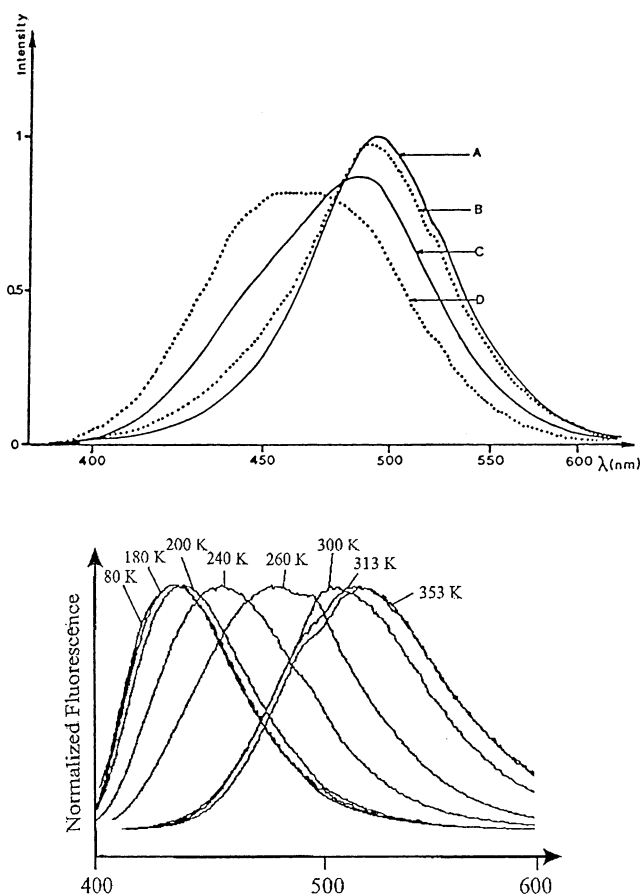 Intensity
1
A
B
C
0.5
D
0
400 450 500 550 600 λ(nm)
80 K 180 K 200 K 240 K 260 K 300 K 313 K 353 K
Normalized Fluorescence
400 500 600